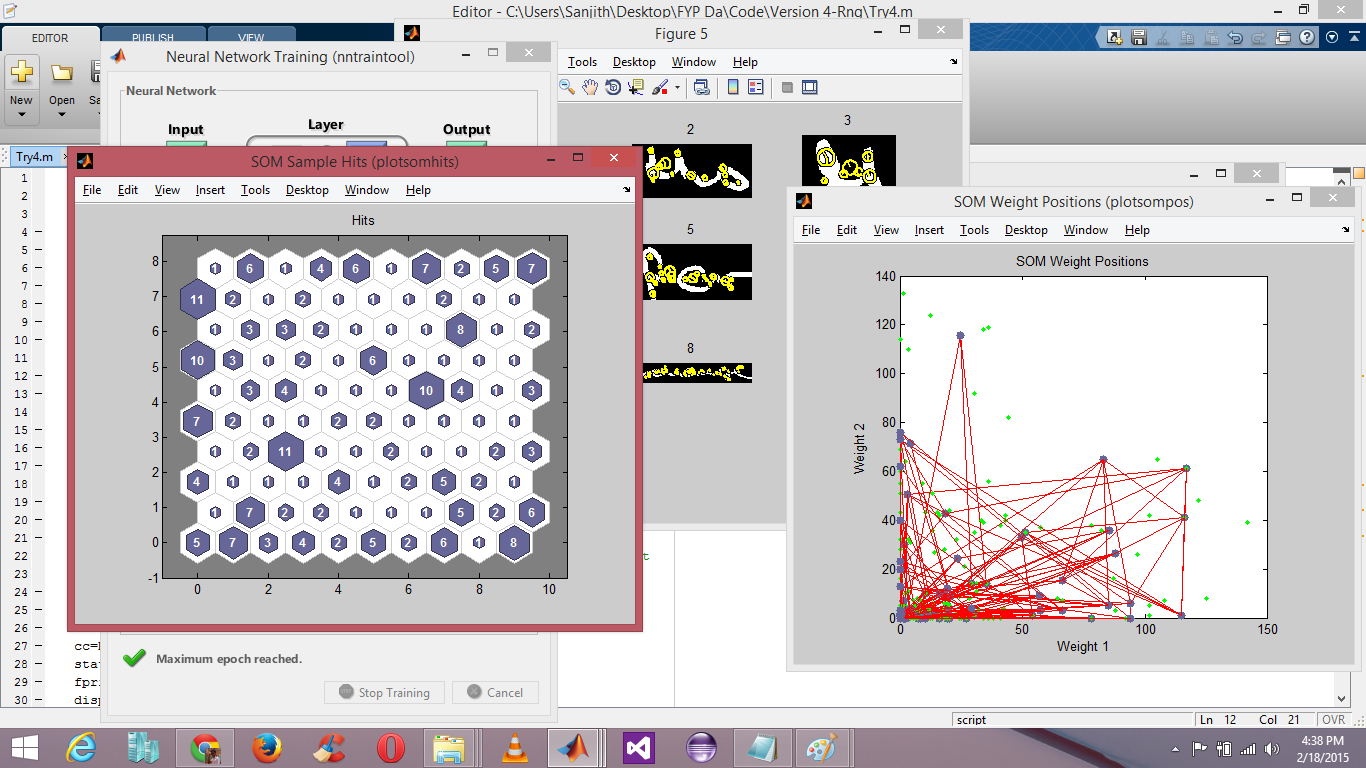 Editor - C:\Users\Sanjith\Desktop\FYP Da\Code\Version 4-Rnq\Try4.m
EDITOR PUBLISH VIEW
New Open
Try4.m
1
2
3
4
5
6
7
8
9
10
11
12
13
14
15
16
17
18
19
20
21
22
23
24
25
26
27
28
29
30
Neural Network Training (nntraintool)
Neural Network
Input Layer Output
Maximum epoch reached.
Stop Training Cancel
Figure 5
Tools Desktop Window Help
2 3
5
8
SOM Sample Hits (plotsomhits)
File Edit View Insert Tools Desktop Window Help
Hits
8
7
6
5
4
3
2
1
0
-1
1 6 1 4 6 1 7 2 5 7
11 2 1 2 1 1 1 2 1 1
1 3 3 2 1 1 1 8 1 2
10 3 1 2 1 6 1 1 1 1
1 3 4 1 1 1 10 4 1 3
7 2 1 1 2 2 1 1 1 1
1 2 11 1 1 2 1 1 2 3
4 1 1 1 4 1 2 5 2 1
1 7 2 2 1 1 1 5 2 6
5 7 3 4 2 5 2 6 1 8
0 2 4 6 8 10
SOM Weight Positions (plotsompos)
File Edit View Insert Tools Desktop Window Help
SOM Weight Positions
140
120
100
80
60
40
20
0
Weight 2
0 50 100 150
Weight 1
script Ln 12 Col 21 OVR
4:38 PM
2/18/2015